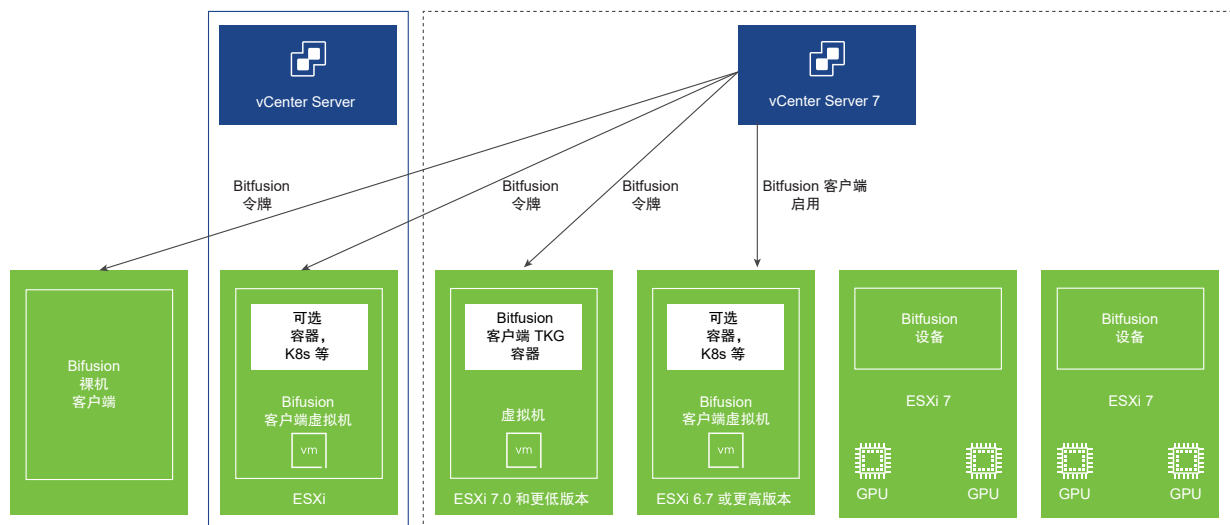 vCenter Server
vCenter Server 7
Bitfusion
令牌
Bitfusion
令牌
Bitfusion
令牌
Bitfusion 客户端
启用
Bifusion
裸机
客户端
可选
容器，
K8s 等
Bifusion
客户端虚拟机
vm
ESXi
Bitfusion
客户端 TKG
容器
虚拟机
vm
ESXi 7.0 和更低版本
可选
容器，
K8s 等
Bifusion
客户端虚拟机
vm
ESXi 6.7 或更高版本
Bitfusion
设备
ESXi 7
GPU
GPU
Bitfusion
设备
ESXi 7
GPU
GPU